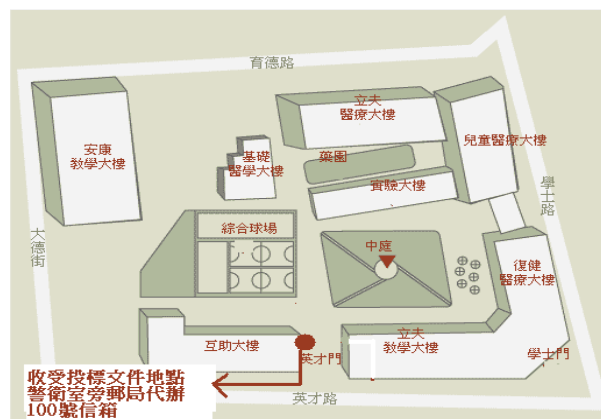 育德路
立夫
醫療大樓
兒童醫療大樓
安康
教學大樓
基礎
醫學大樓
藥園
實驗大樓
學士路
大德街
綜合球場
中庭
復健
醫療大樓
互助大樓
英才門
立夫
教學大樓
學士門
英才路
收受投標文件地點
警衛室旁郵局代辦
100號信箱